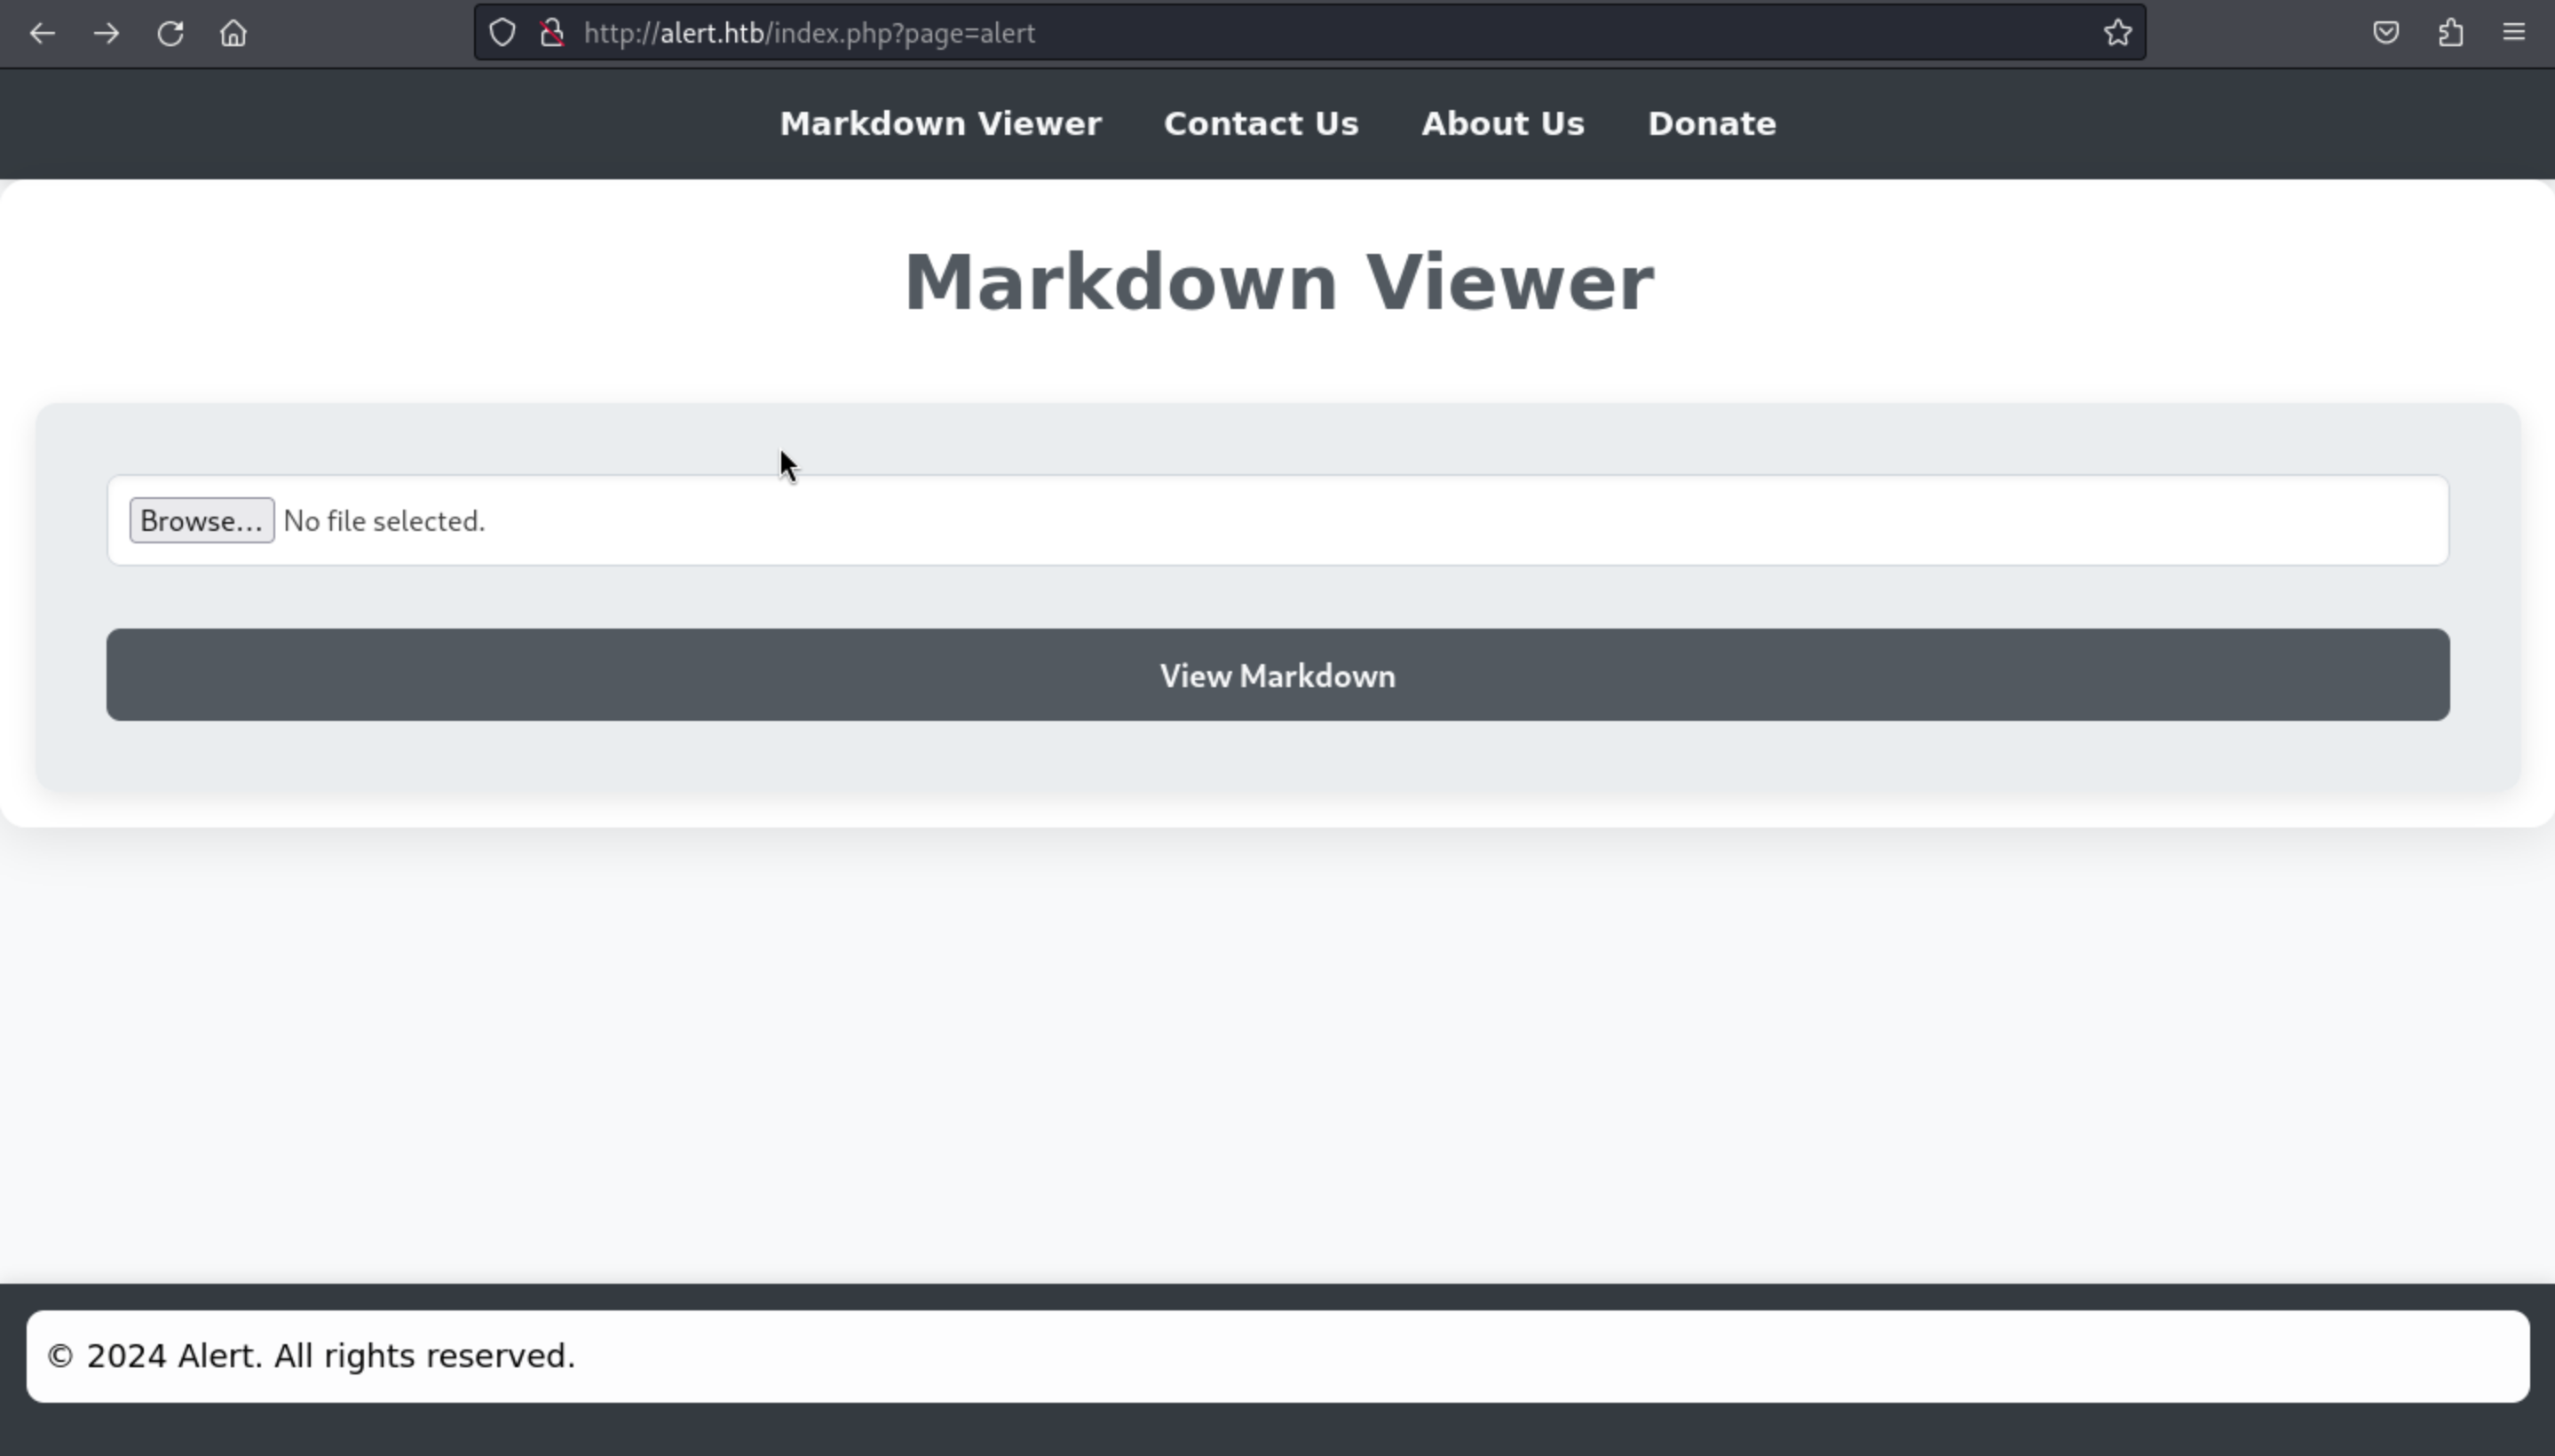 http://alert.htb/index.php?page=alert
Markdown Viewer Contact Us About Us Donate
Markdown Viewer
Browse... No file selected.
View Markdown
© 2024 Alert. All rights reserved.